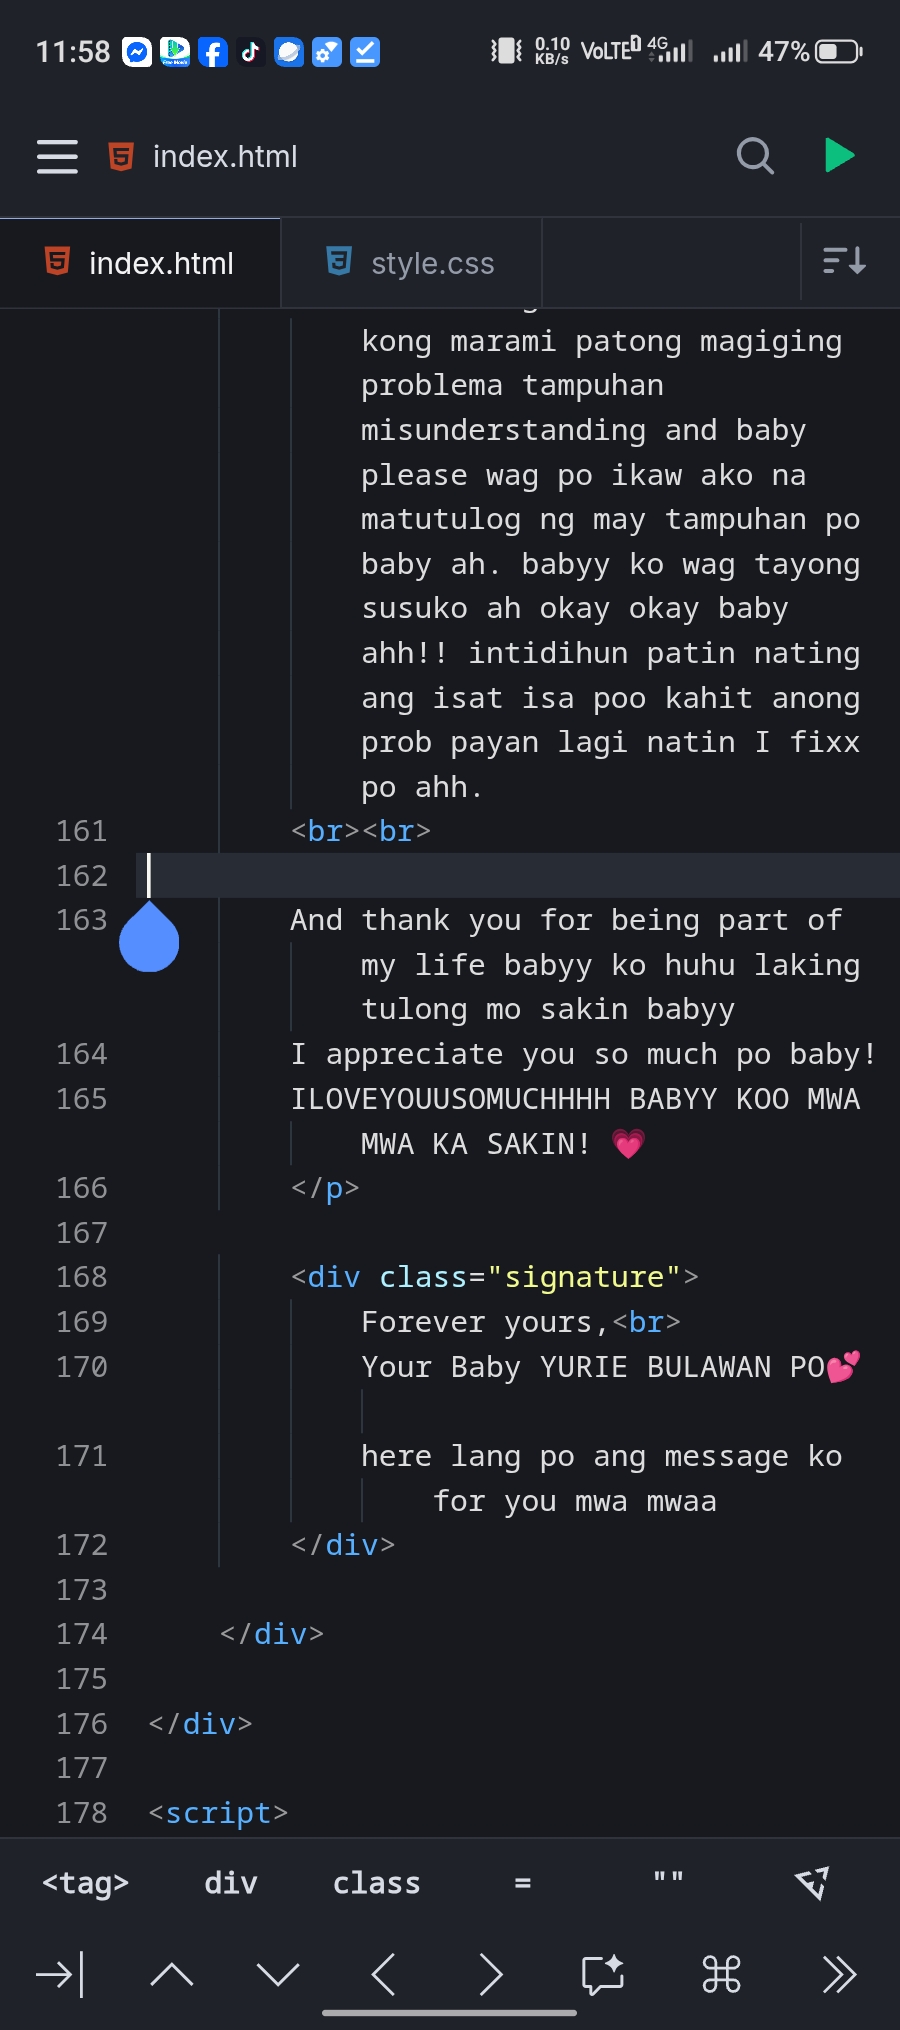 11:58
0.10 KB/s VoLTE 1 4G 47%
index.html
index.html style.css
kong marami patong magiging
problema tampuhan
misunderstanding and baby
please wag po ikaw ako na
matutulog ng may tampuhan po
baby ah. babyy ko wag tayong
susuko ah okay okay baby
ahh!! intidihun patin nating
ang isat isa poo kahit anong
prob payan lagi natin I fixx
po ahh.
161 <br><br>
162
163 And thank you for being part of
my life babyy ko huhu laking
tulong mo sakin babyy
164 I appreciate you so much po baby!
165 ILOVEYOUUSOMUCHHHH BABYY KOO MWA
MWA KA SAKIN! 💗
166 </p>
167
168 <div class="signature">
169 Forever yours,<br>
170 Your Baby YURIE BULAWAN PO💕
171 here lang po ang message ko
for you mwa mwaa
172 </div>
173
174 </div>
175
176 </div>
177
178 <script>
<tag> div class = ""